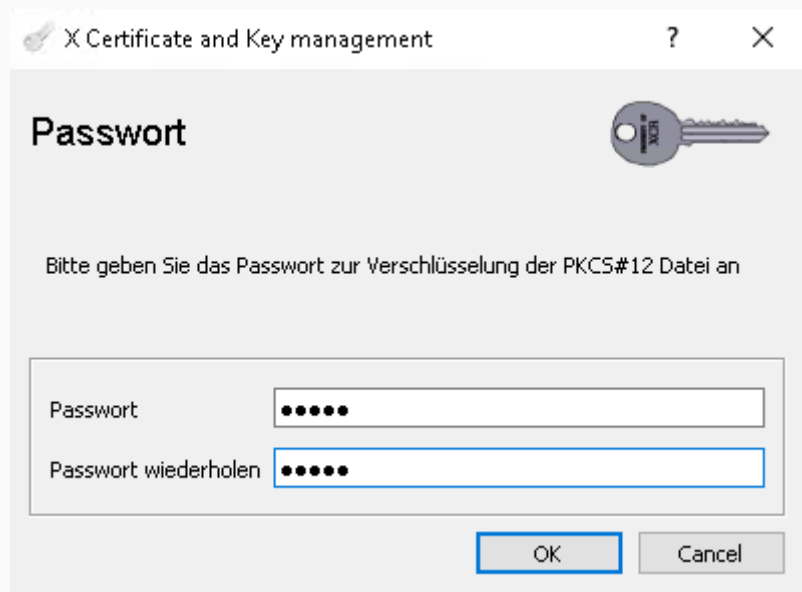 X Certificate and Key management
Passwort
Bitte geben Sie das Passwort zur Verschlüsselung der PKCS#12 Datei an
Passwort ●●●●●
Passwort wiederholen ●●●●●
OK Cancel